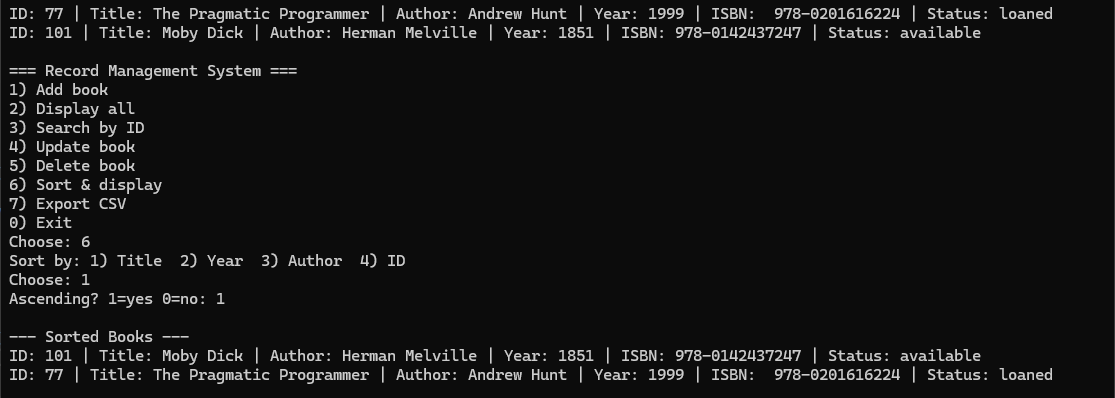 ID: 77 | Title: The Pragmatic Programmer | Author: Andrew Hunt | Year: 1999 | ISBN:  978-0201616224 | Status: loaned
ID: 101 | Title: Moby Dick | Author: Herman Melville | Year: 1851 | ISBN: 978-0142437247 | Status: available
=== Record Management System ===
1) Add book
2) Display all
3) Search by ID
4) Update book
5) Delete book
6) Sort & display
7) Export CSV
0) Exit
Choose: 6
Sort by: 1) Title  2) Year  3) Author  4) ID
Choose: 1
Ascending? 1=yes 0=no: 1
--- Sorted Books ---
ID: 101 | Title: Moby Dick | Author: Herman Melville | Year: 1851 | ISBN: 978-0142437247 | Status: available
ID: 77 | Title: The Pragmatic Programmer | Author: Andrew Hunt | Year: 1999 | ISBN:  978-0201616224 | Status: loaned